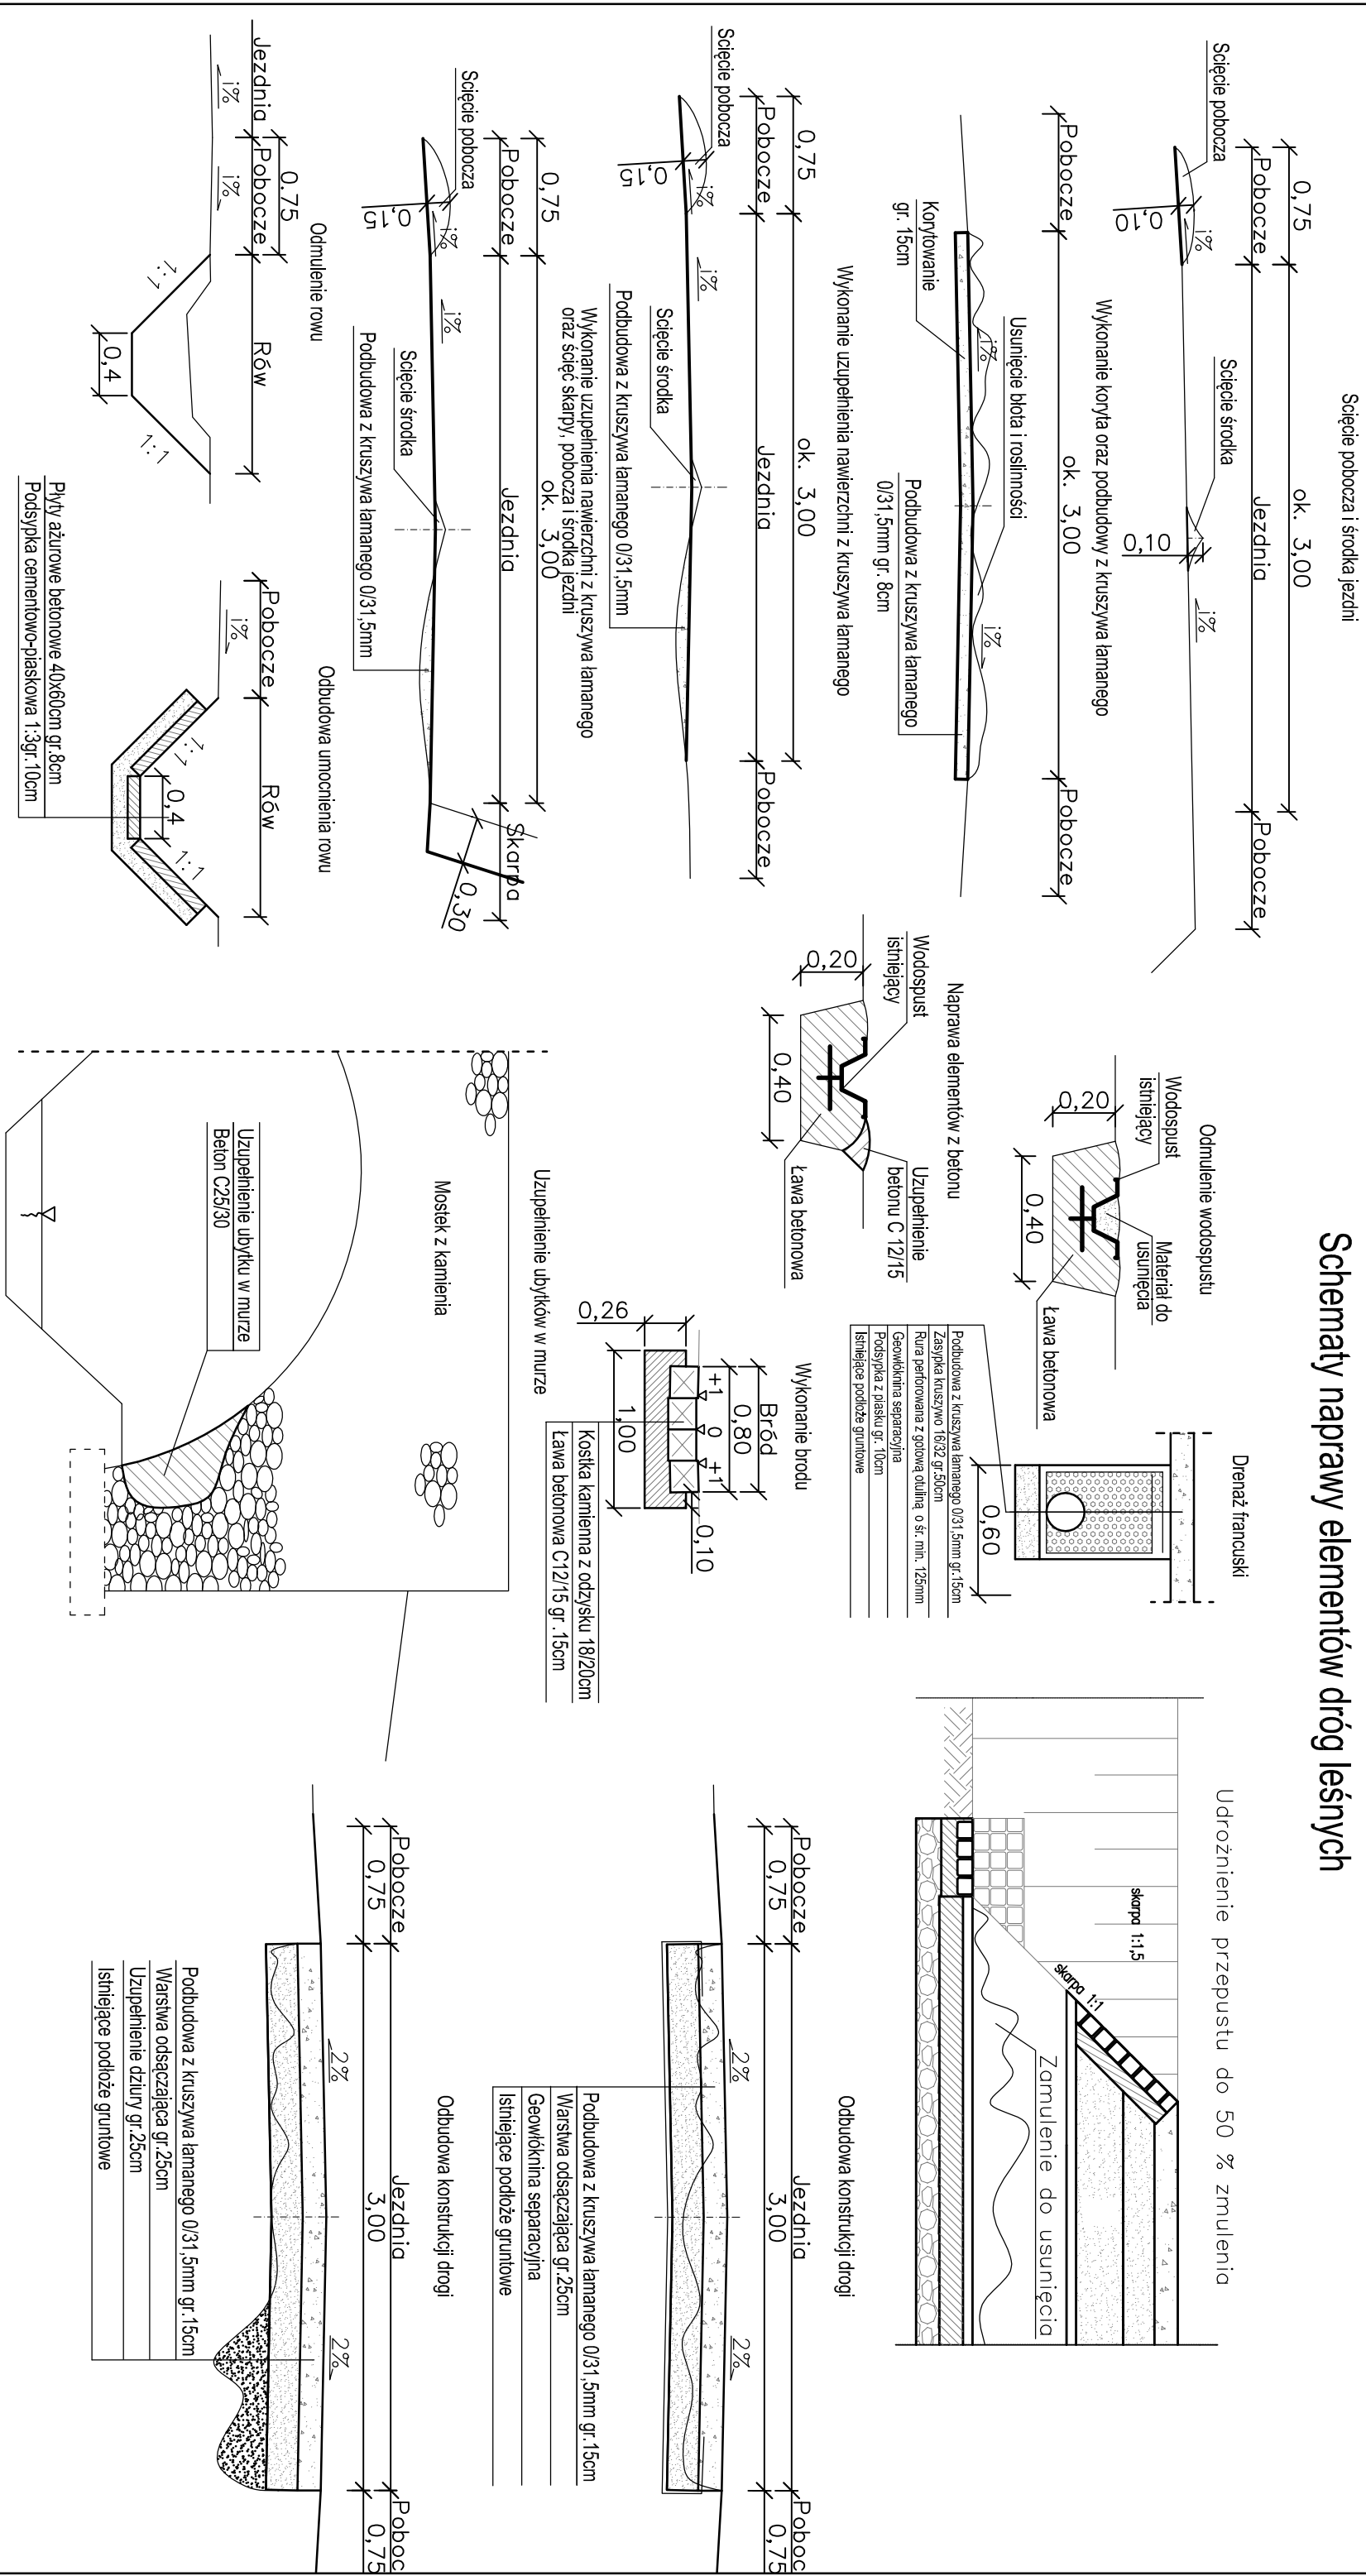 Schematy naprawy elementów dróg leśnych
Scięcie pobocza i środka jezdni
ok. 3,00
0,75
Pobocze
Jezdnia
Pobocze
Scięcie pobocza
Scięcie środka
0,10
0,10
i%
i%
Wykonanie koryta oraz podbudowy z kruszywa łamanego
ok. 3,00
Pobocze
Pobocze
Usunięcie błota i roslinności
i%
i%
Korytowanie
gr. 15cm
Podbudowa z kruszywa łamanego
0/31,5mm gr. 8cm
Wykonanie uzupełnienia nawierzchni z kruszywa łamanego
0,75
ok. 3,00
Pobocze
Jezdnia
Pobocze
Scięcie pobocza
i%
i%
0,15
Scięcie środka
Podbudowa z kruszywa łamanego 0/31,5mm
Wykonanie uzupełnienia nawierzchni z kruszywa łamanego
oraz ścięć skarpy, pobocza i środka jezdni
0,75
ok. 3,00
Pobocze
Jezdnia
Skarpa
Scięcie pobocza
i%
i%
0,15
0,30
Scięcie środka
Podbudowa z kruszywa łamanego 0/31,5mm
Odmulenie rowu
0.75
Jezdnia
Pobocze
Rów
i%
i%
1:1
1:1
0,4
Odbudowa umocnienia rowu
Pobocze
Rów
i%
1:1
0,4
1:1
Płyty ażurowe betonowe 40x60cm gr.8cm
Podsypka cementowo-piaskowa 1:3gr.10cm
Odmulenie wodospustu
Wodospust
istniejący
Materiał do
usunięcia
0,20
0,40
Ława betonowa
Naprawa elementów z betonu
Wodospust
istniejący
Uzupełnienie
betonu C 12/15
0,20
0,40
Ława betonowa
Drenaż francuski
0,60
Podbudowa z kruszywa łamanego 0/31,5mm gr.15cm
Zasypka kruszywo 16/32 gr.50cm
Rura perforowana z gotową otuliną o śr. min. 125mm
Geowłóknina separacyjna
Podsypka z piasku gr. 10cm
Istniejące podłoże gruntowe
Wykonanie brodu
Bród
0,80
+1
0
+1
0,10
0,26
1,00
Kostka kamienna z odzysku 18/20cm
Ława betonowa C12/15 gr .15cm
Uzupełnienie ubytków w murze
Mostek z kamienia
Uzupełnienie ubytku w murze
Beton C25/30
Udrożnienie przepustu do 50 % zmulenia
skarpa 1:1,5
skarpa 1:1
Zamulenie do usunięcia
Odbudowa konstrukcji drogi
Pobocze
Jezdnia
Poboc
0,75
3,00
0,75
2%
2%
Podbudowa z kruszywa łamanego 0/31,5mm gr.15cm
Warstwa odsączająca gr.25cm
Geowłóknina separacyjna
Istniejące podłoże gruntowe
Odbudowa konstrukcji drogi
Pobocze
Jezdnia
Poboc
0,75
3,00
0,75
2%
2%
Podbudowa z kruszywa łamanego 0/31,5mm gr.15cm
Warstwa odsączająca gr.25cm
Uzupełnienie dziury gr.25cm
Istniejące podłoże gruntowe